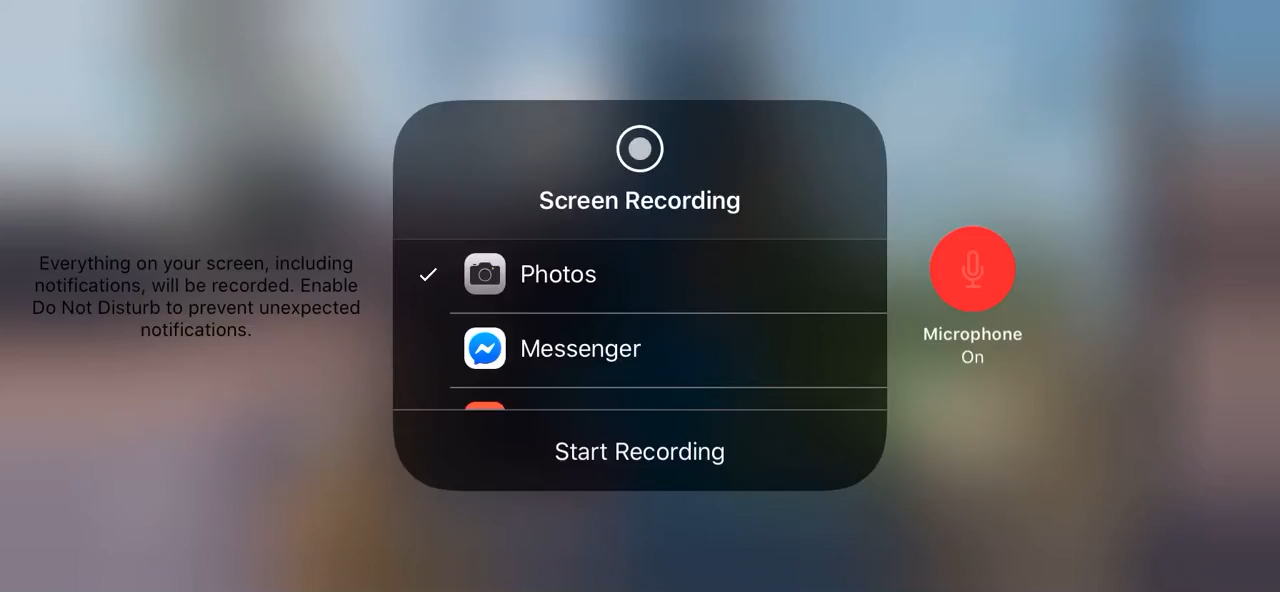 Screen Recording
Everything on your screen, including
notifications, will be recorded. Enable
Do Not Disturb to prevent unexpected
notifications.
Photos
Messenger
Start Recording
Microphone
On